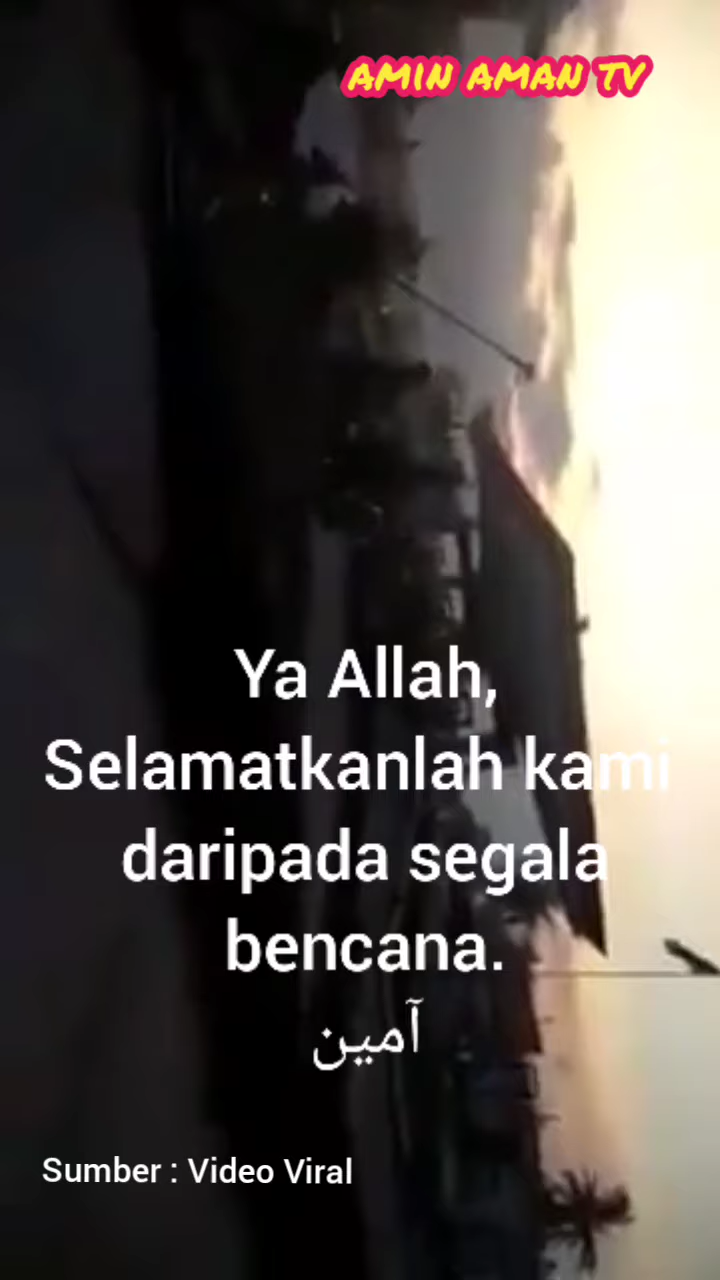 AMIN AMAN TV
Ya Allah,
Selamatkanlah kami
daripada segala
bencana.
آمين
Sumber : Video Viral